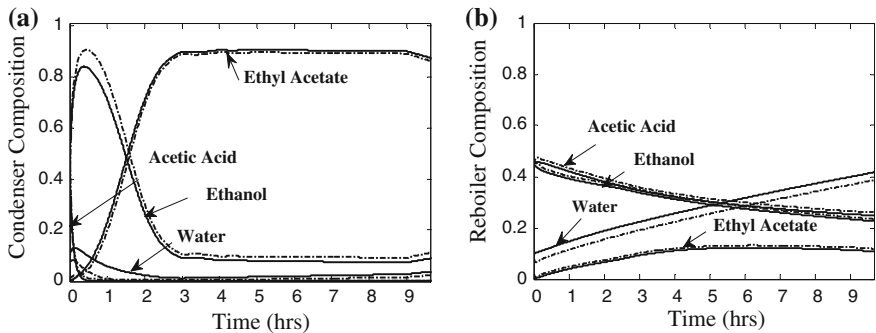 (a)
Condenser Composition
1
0.8
0.6
0.4
0.2
0
Ethyl Acetate
Acetic Acid
Ethanol
Water
0 1 2 3 4 5 6 7 8 9
Time (hrs)
(b)
Reboiler Composition
1
0.8
0.6
0.4
0.2
0
Acetic Acid
Ethanol
Water
Ethyl Acetate
0 1 2 3 4 5 6 7 8 9
Time (hrs)